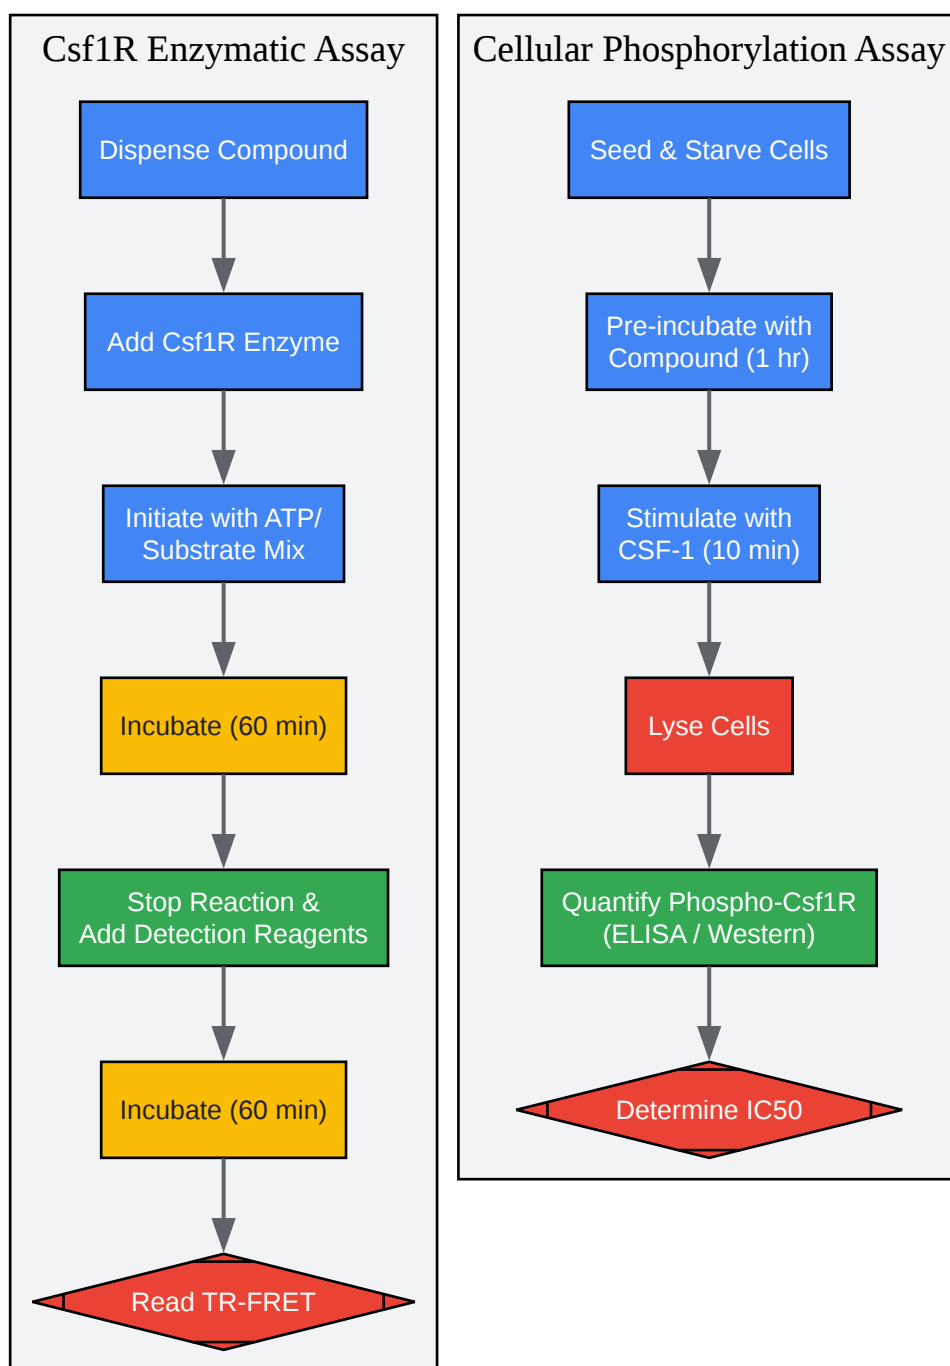 Csf1R Enzymatic Assay
Dispense Compound
Add Csf1R Enzyme
Initiate with ATP/
Substrate Mix
Incubate (60 min)
Stop Reaction &
Add Detection Reagents
Incubate (60 min)
Read TR-FRET
Cellular Phosphorylation Assay
Seed & Starve Cells
Pre-incubate with
Compound (1 hr)
Stimulate with
CSF-1 (10 min)
Lyse Cells
Quantify Phospho-Csf1R
(ELISA / Western)
Determine IC50